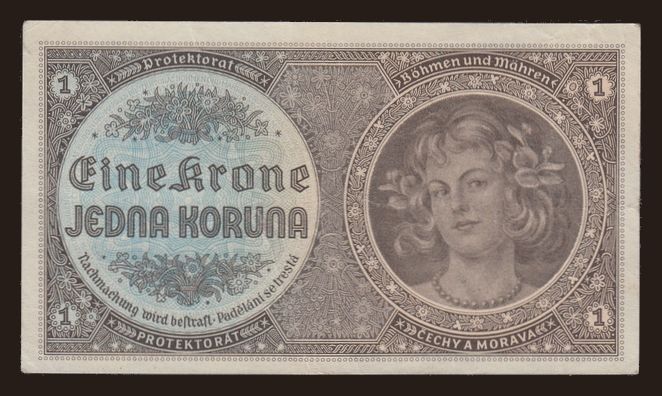 1
Protektorat
Böhmen und Mähren
1
Eine Krone
JEDNA KORUNA
Nachmachung wird bestraft · Padělání se trestá
1
PROTEKTORÁT
ČECHY A MORAVA
1